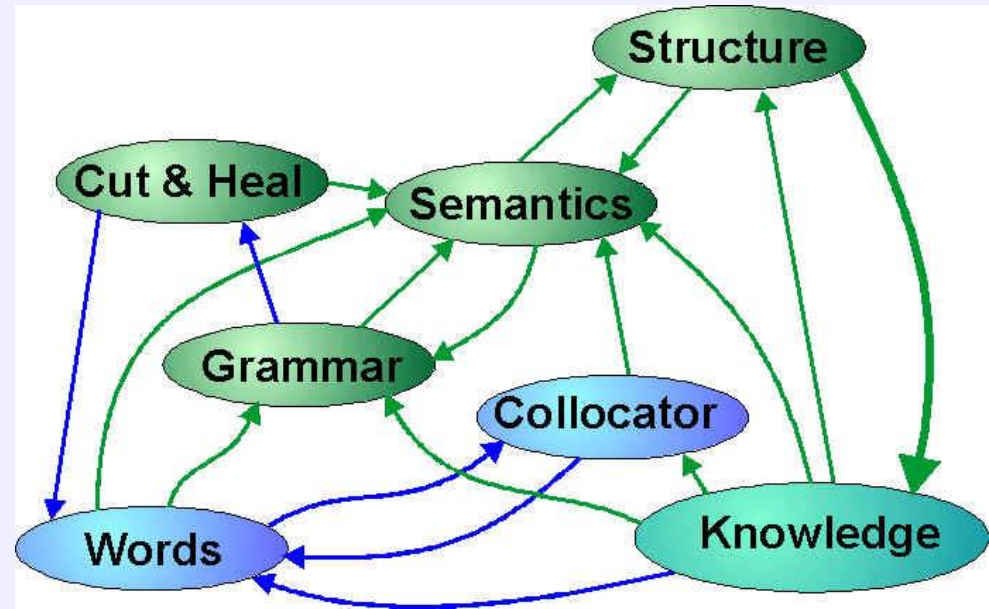 Structure
Cut & Heal
Semantics
Grammar
Collocator
Words
Knowledge